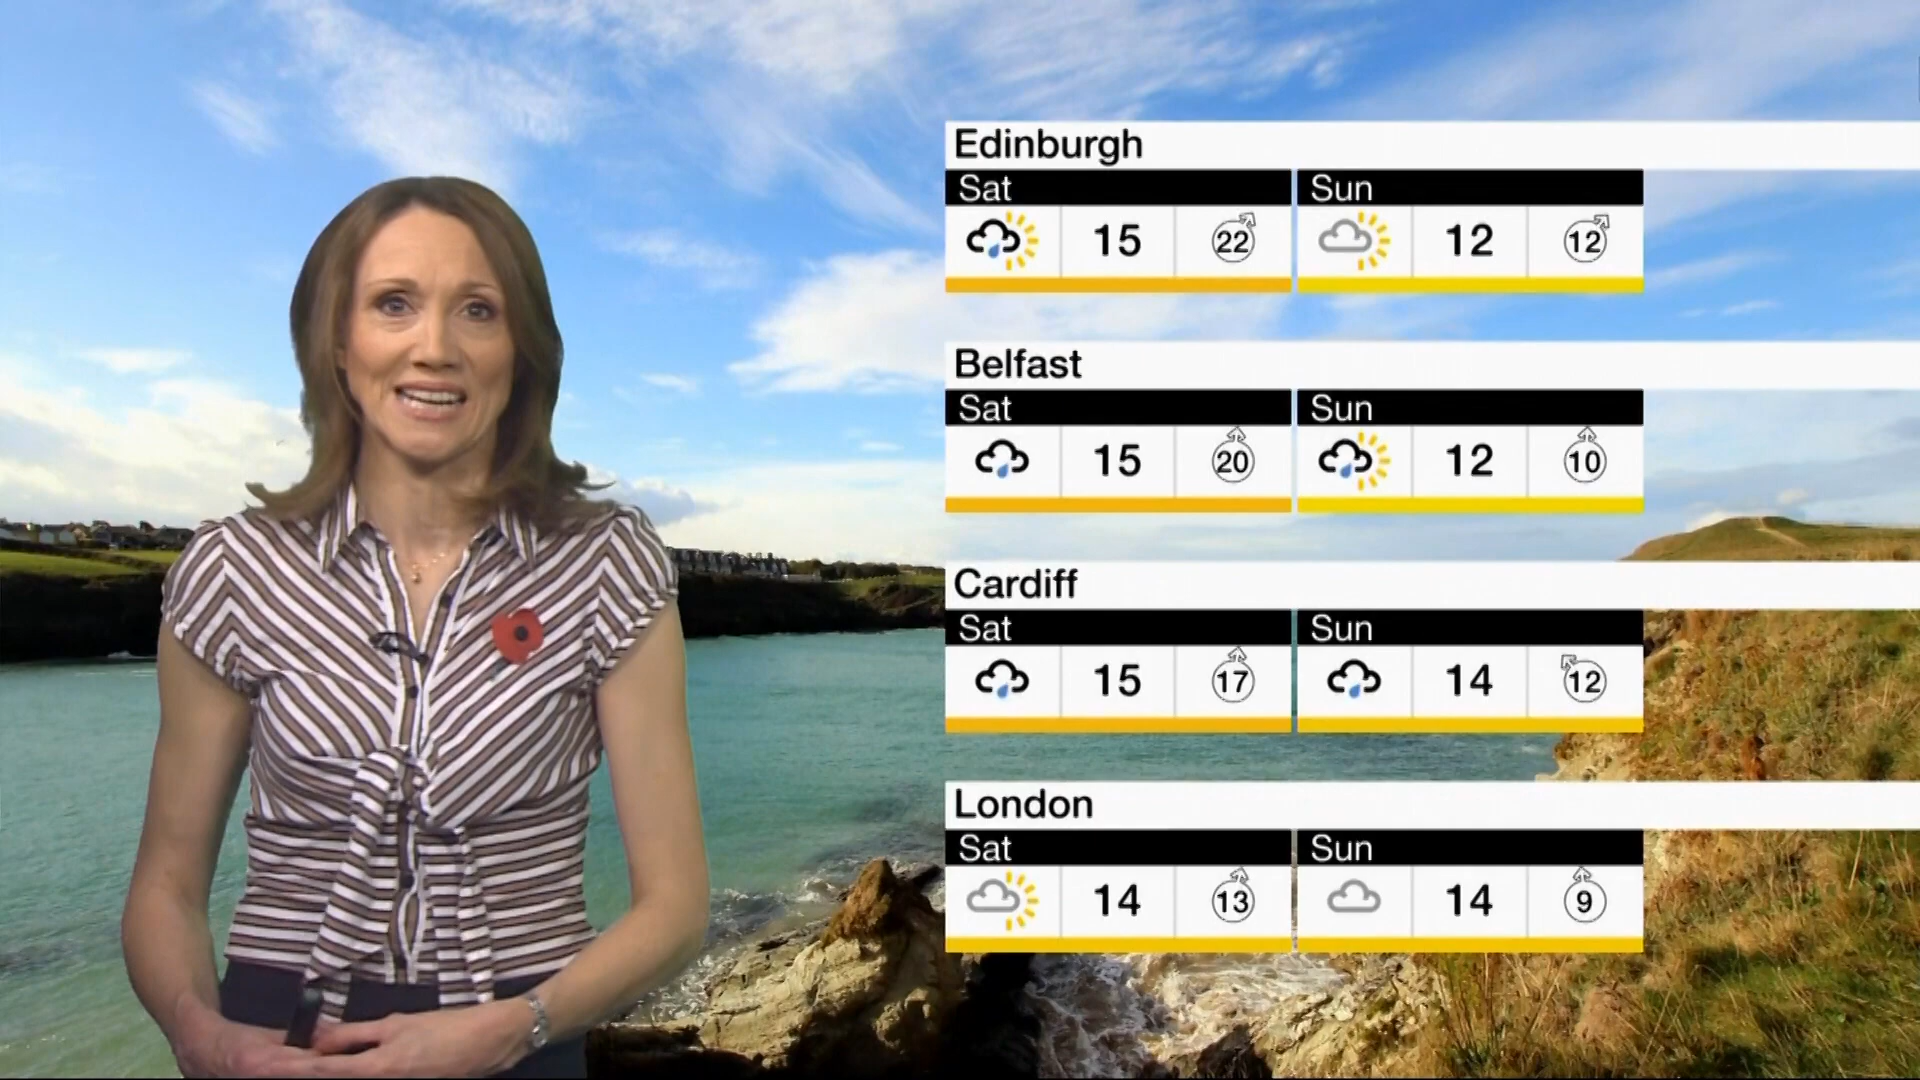 Edinburgh
Sat Sun
15 22 12 12
Belfast
Sat Sun
15 20 12 10
Cardiff
Sat Sun
15 17 14 12
London
Sat Sun
14 13 14 9